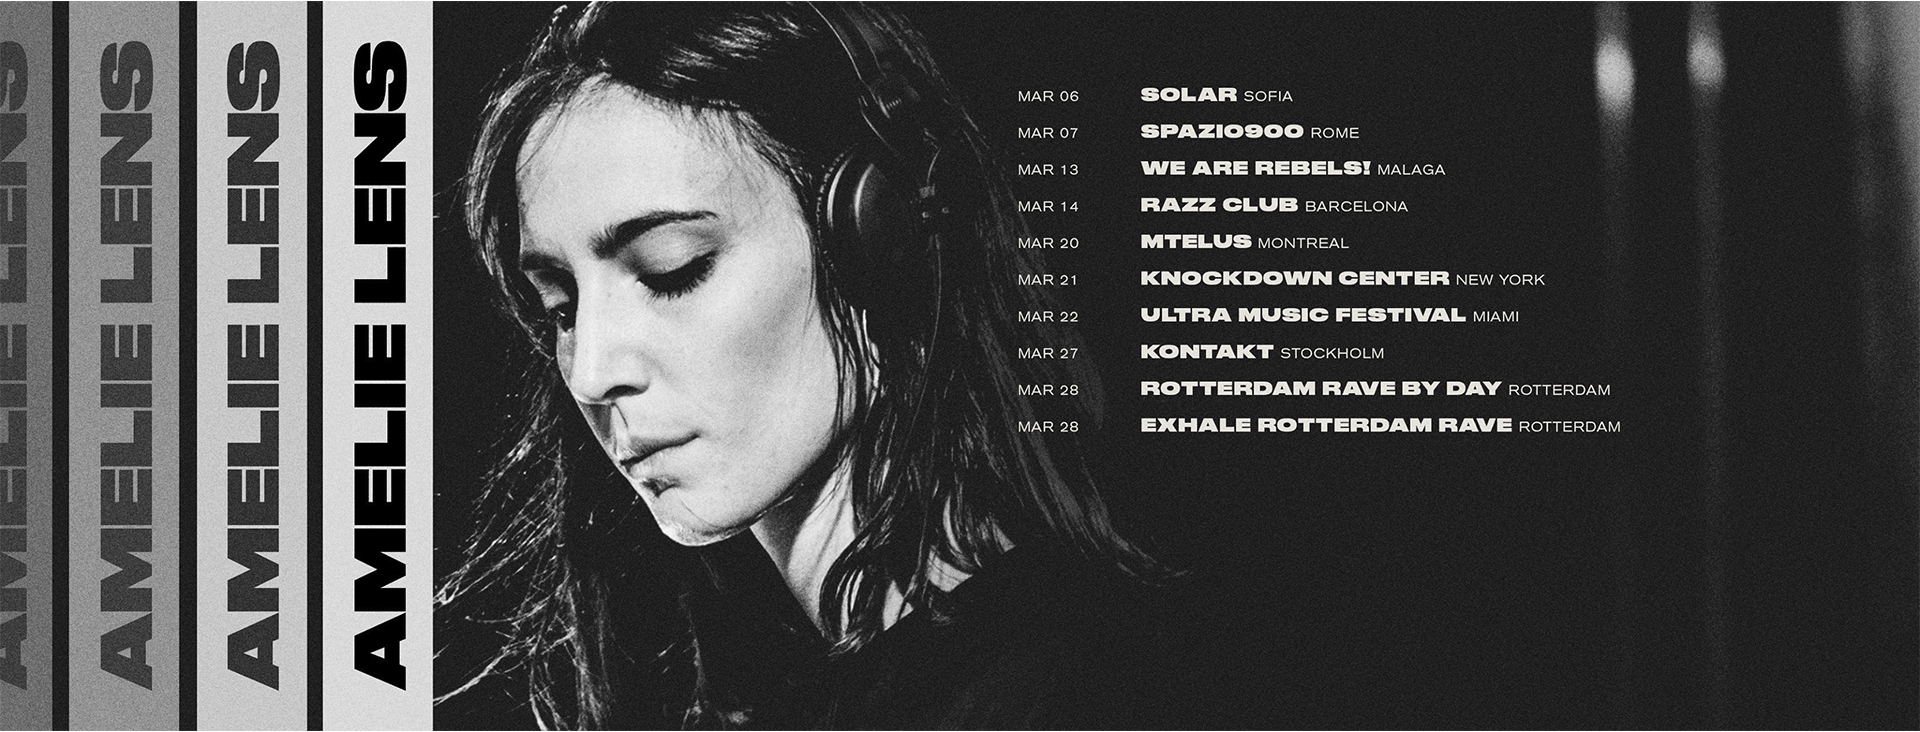 AMELIE LENS
AMELIE LENS
AMELIE LENS
AMELIE LENS
MAR 06 SOLAR SOFIA
MAR 07 SPAZIO900 ROME
MAR 13 WE ARE REBELS! MALAGA
MAR 14 RAZZ CLUB BARCELONA
MAR 20 MTELUS MONTREAL
MAR 21 KNOCKDOWN CENTER NEW YORK
MAR 22 ULTRA MUSIC FESTIVAL MIAMI
MAR 27 KONTAKT STOCKHOLM
MAR 28 ROTTERDAM RAVE BY DAY ROTTERDAM
MAR 28 EXHALE ROTTERDAM RAVE ROTTERDAM